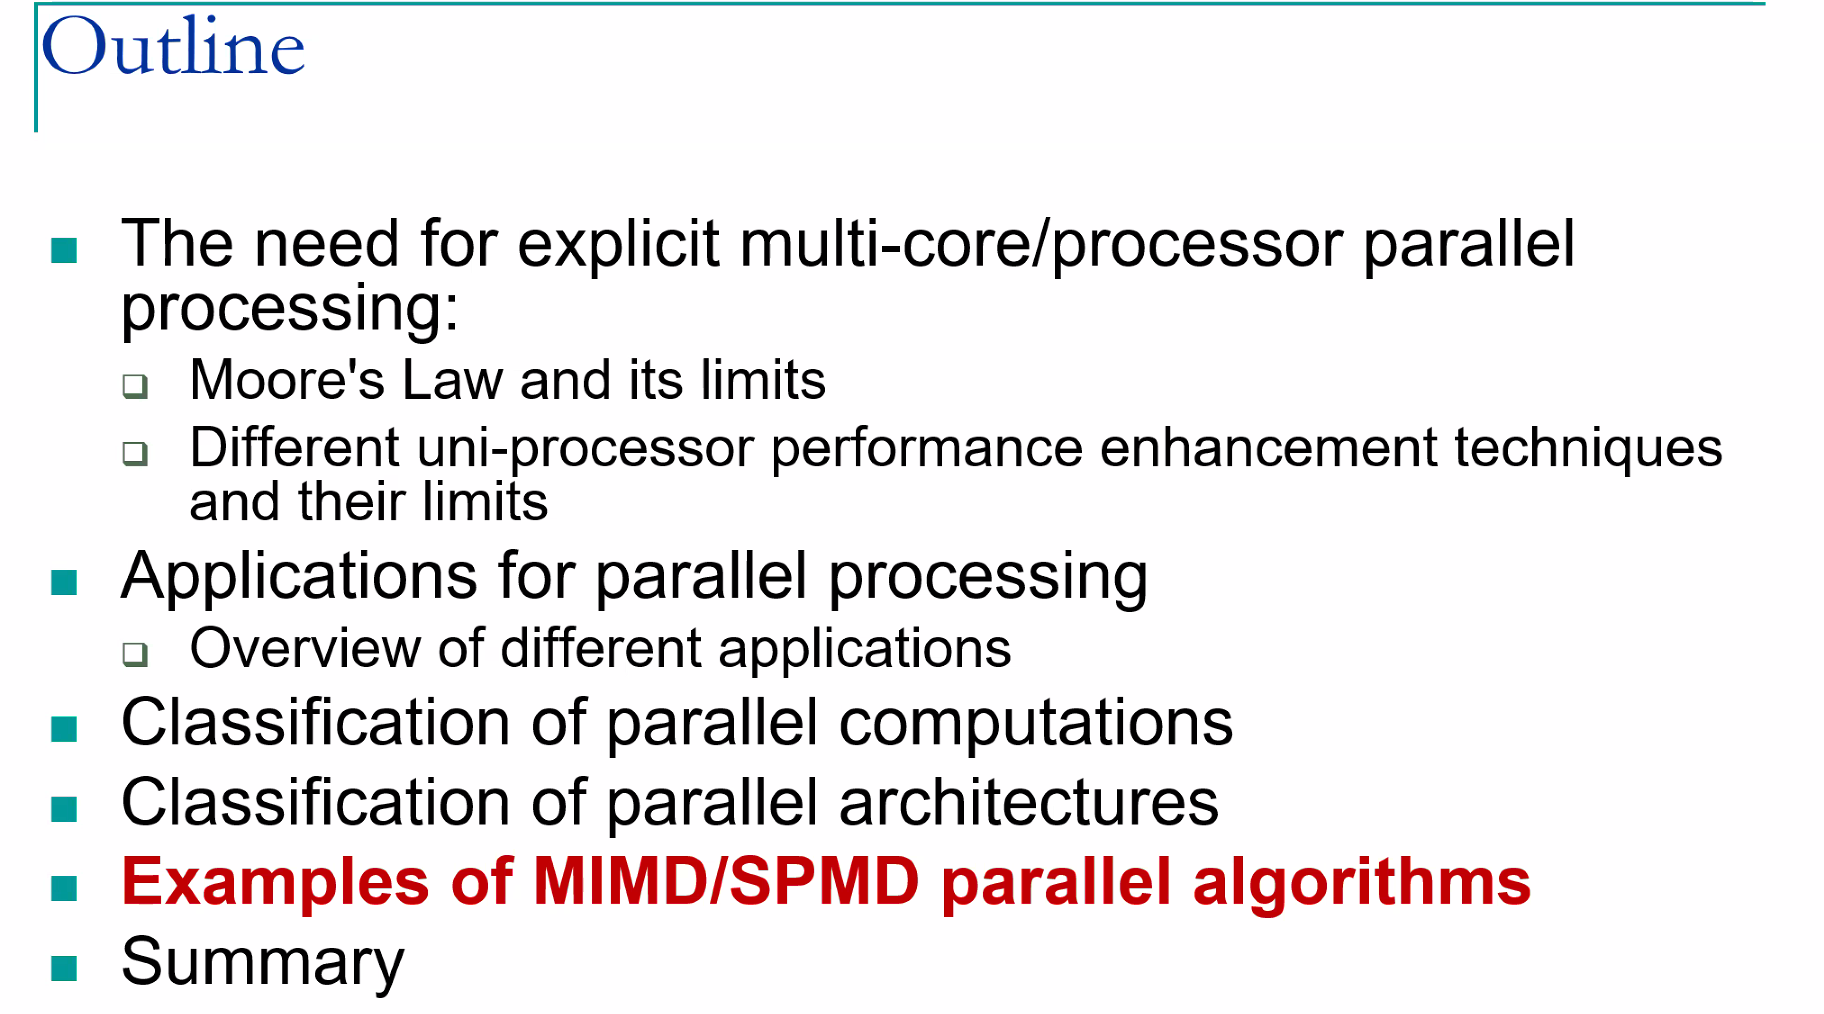 Outline
The need for explicit multi-core/processor parallel
processing:
Moore's Law and its limits
Different uni-processor performance enhancement techniques
and their limits
Applications for parallel processing
Overview of different applications
Classification of parallel computations
Classification of parallel architectures
Examples of MIMD/SPMD parallel algorithms
Summary